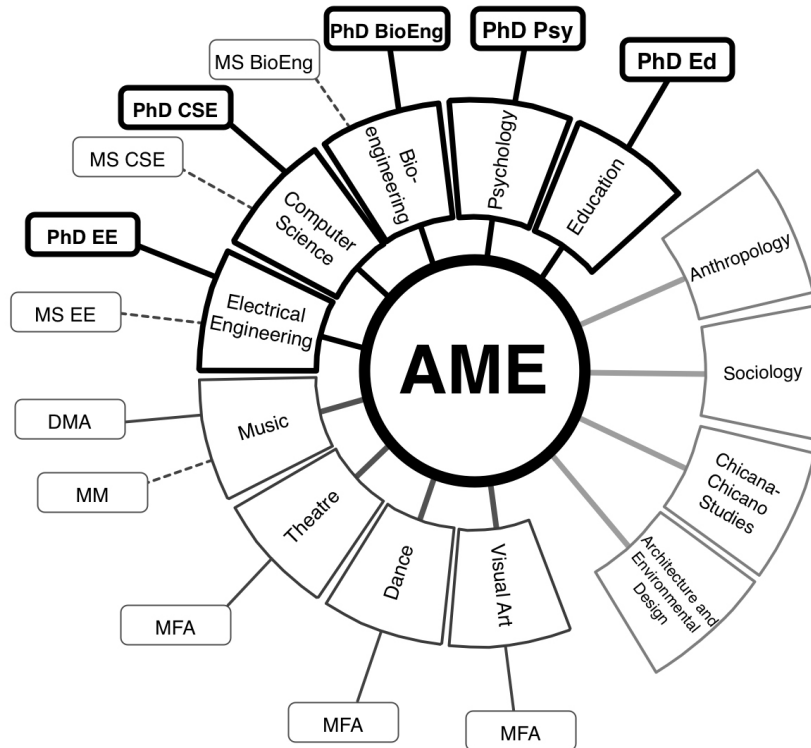 PhD BioEng
PhD Psy
PhD Ed
MS BioEng
PhD CSE
MS CSE
PhD EE
MS EE
DMA
MM
MFA
MFA
MFA
Bio-
engineering
Psychology
Education
Computer
Science
Electrical
Engineering
Music
Theatre
Dance
Visual Art
AME
Anthropology
Sociology
Chicana-
Chicano
Studies
Architecture and
Environmental
Design